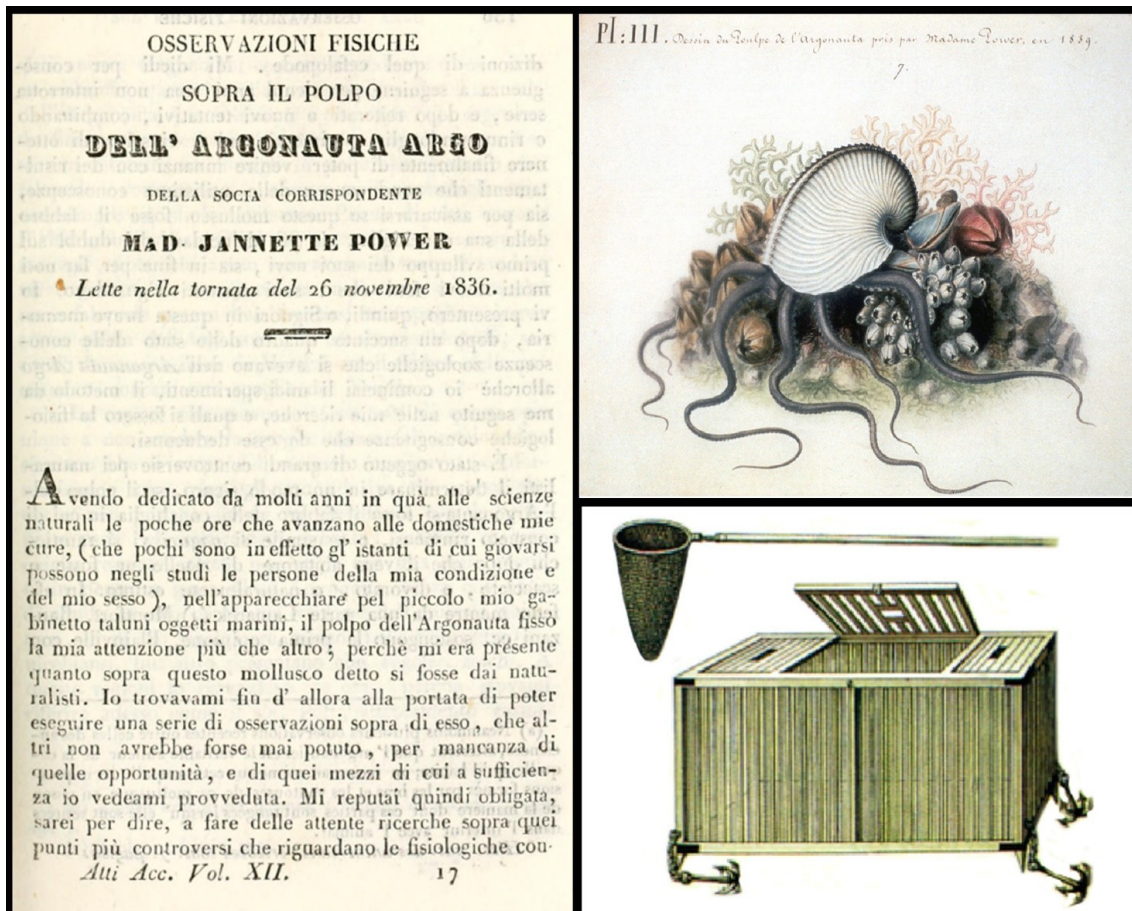 OSSERVAZIONI FISICHE
SOPRA IL POLPO
DELL' ARGONAUTA ARGO
DELLA SOCIA CORRISPONDENTE
MAD. JANNETTE POWER
Lette nella tornata del 26 novembre 1836.
Avendo dedicato da molti anni in quà alle scienze
naturali le poche ore che avanzano alle domestiche mie
cure, (che pochi sono in effetto gl' istanti di cui giovarsi
possono negli studî le persone della mia condizione e
del mio sesso), nell'apparecchiare pel piccolo mio ga-
binetto taluni oggetti marini, il polpo dell'Argonauta fissò
la mia attenzione più che altro; perchè mi era presente
quanto sopra questo mollusco detto si fosse dai natu-
ralisti. Io trovavami fin d' allora alla portata di poter
eseguire una serie di osservazioni sopra di esso, che al-
tri non avrebbe forse mai potuto, per mancanza di
quelle opportunità, e di quei mezzi di cui a sufficien-
za io vedeami provveduta. Mi reputai quindi obligata,
sarei per dire, a fare delle attente ricerche sopra quei
punti più controversi che riguardano le fisiologiche con-
Atti Acc. Vol. XII. 17
Pl: III. Dessin du Poulpe de l'Argonauta pris par Madame Power, en 1839.
7.